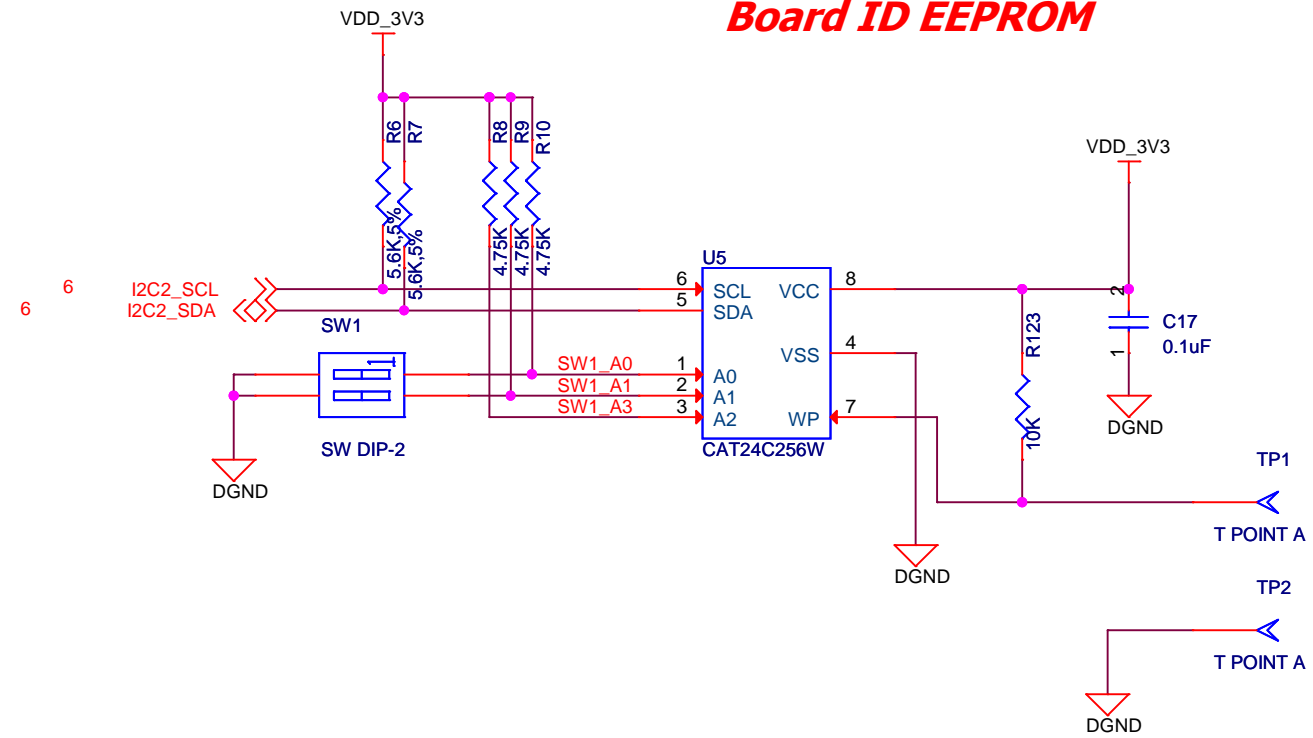 Board ID EEPROM
VDD_3V3
R6
R7
R8
R9
R10
5.6K,5%
5.6K,5%
4.75K
4.75K
4.75K
VDD_3V3
6 I2C2_SCL
6 I2C2_SDA
SW1
1
SW DIP-2
DGND
SW1_A0
SW1_A1
SW1_A3
U5
6 SCL VCC 8
5 SDA
VSS 4
1 A0
2 A1
3 A2 WP 7
CAT24C256W
R123
10K
2
C17
1
0.1uF
DGND
DGND
TP1
T POINT A
TP2
T POINT A
DGND